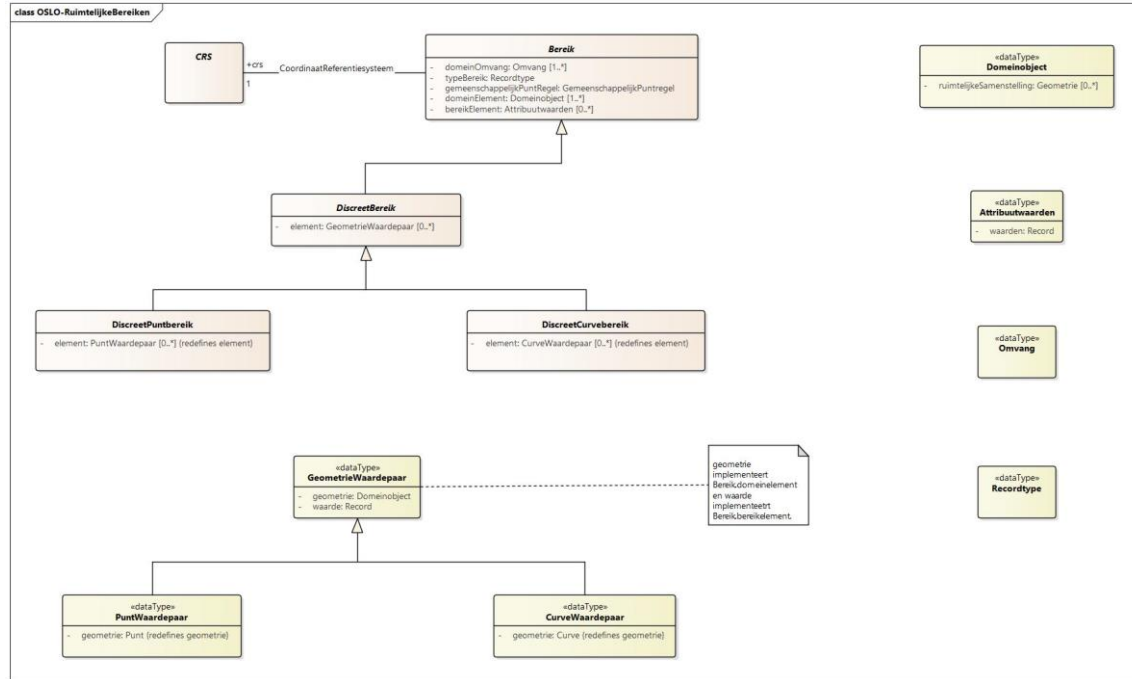 class OSLO-RuimtelijkeBereiken
CRS
+crs
1
CoordinaatReferentiesysteem
Bereik
- domeinOmvang: Omvang [1..*]
- typeBereik: Recordtype
- gemeenschappelijkPuntRegel: GemeenschappelijkPuntregel
- domeinElement: Domeinobject [1..*]
- bereikElement: Attribuutwaarden [0..*]
«dataType»
Domeinobject
- ruimtelijkeSamenstelling: Geometrie [0..*]
DiscreetBereik
- element: GeometrieWaardepaar [0..*]
«dataType»
Attribuutwaarden
- waarden: Record
DiscreetPuntbereik
- element: PuntWaardepaar [0..*] {redefines element}
DiscreetCurvebereik
- element: CurveWaardepaar [0..*] {redefines element}
«dataType»
Omvang
«dataType»
GeometrieWaardepaar
- geometrie: Domeinobject
- waarde: Record
geometrie
implementeert
Bereik.domeinelement
en waarde
implementeetrt
Bereik.bereikelement.
«dataType»
Recordtype
«dataType»
PuntWaardepaar
- geometrie: Punt {redefines geometrie}
«dataType»
CurveWaardepaar
- geometrie: Curve {redefines geometrie}